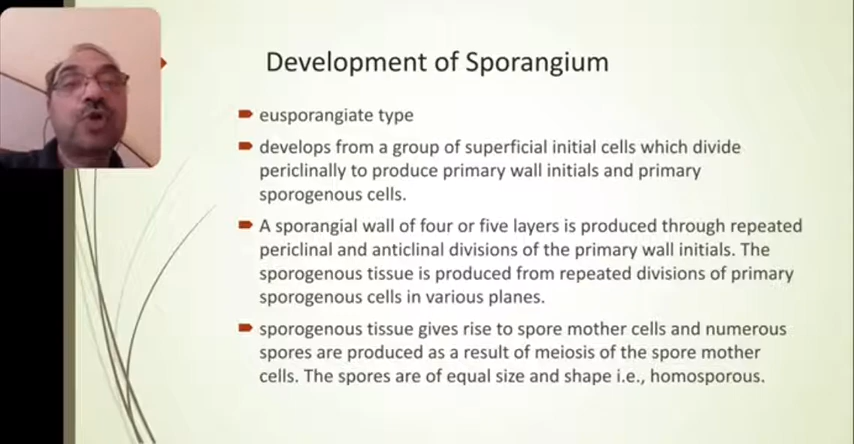 Development of Sporangium
eusporangiate type
develops from a group of superficial initial cells which divide
periclinally to produce primary wall initials and primary
sporogenous cells.
A sporangial wall of four or five layers is produced through repeated
periclinal and anticlinal divisions of the primary wall initials. The
sporogenous tissue is produced from repeated divisions of primary
sporogenous cells in various planes.
sporogenous tissue gives rise to spore mother cells and numerous
spores are produced as a result of meiosis of the spore mother
cells. The spores are of equal size and shape i.e., homosporous.